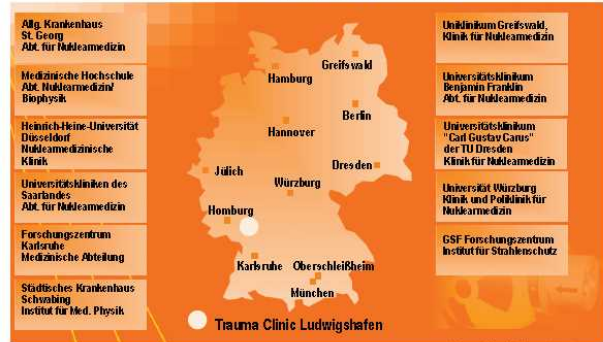 Allg. Krankenhaus
St. Georg
Abt. für Nuklearmedizin
Medizinische Hochschule
Abt. Nuklearmedizin/
Biophysik
Heinrich-Heine-Universität
Düsseldorf
Nuklearmedizinische
Klinik
Universitätskliniken des
Saarlandes
Abt. für Nuklearmedizin
Forschungszentrum
Karlsruhe
Medizinische Abteilung
Städtisches Krankenhaus
Schwabing
Institut für Med. Physik
Greifswald
Hamburg
Berlin
Hannover
Dresden
Jülich
Würzburg
Homburg
Karlsruhe
Oberschleißheim
München
Trauma Clinic Ludwigshafen
Uniklinikum Greifswald,
Klinik für Nuklearmedizin
Universitätsklinikum
Benjamin Franklin
Abt. für Nuklearmedizin
Universitätsklinikum
"Carl Gustav Carus"
der TU Dresden
Klinik für Nuklearmedizin
Universität Würzburg
Klinik und Poliklinik für
Nuklearmedizin
GSF Forschungszentrum
Institut für Strahlenschutz